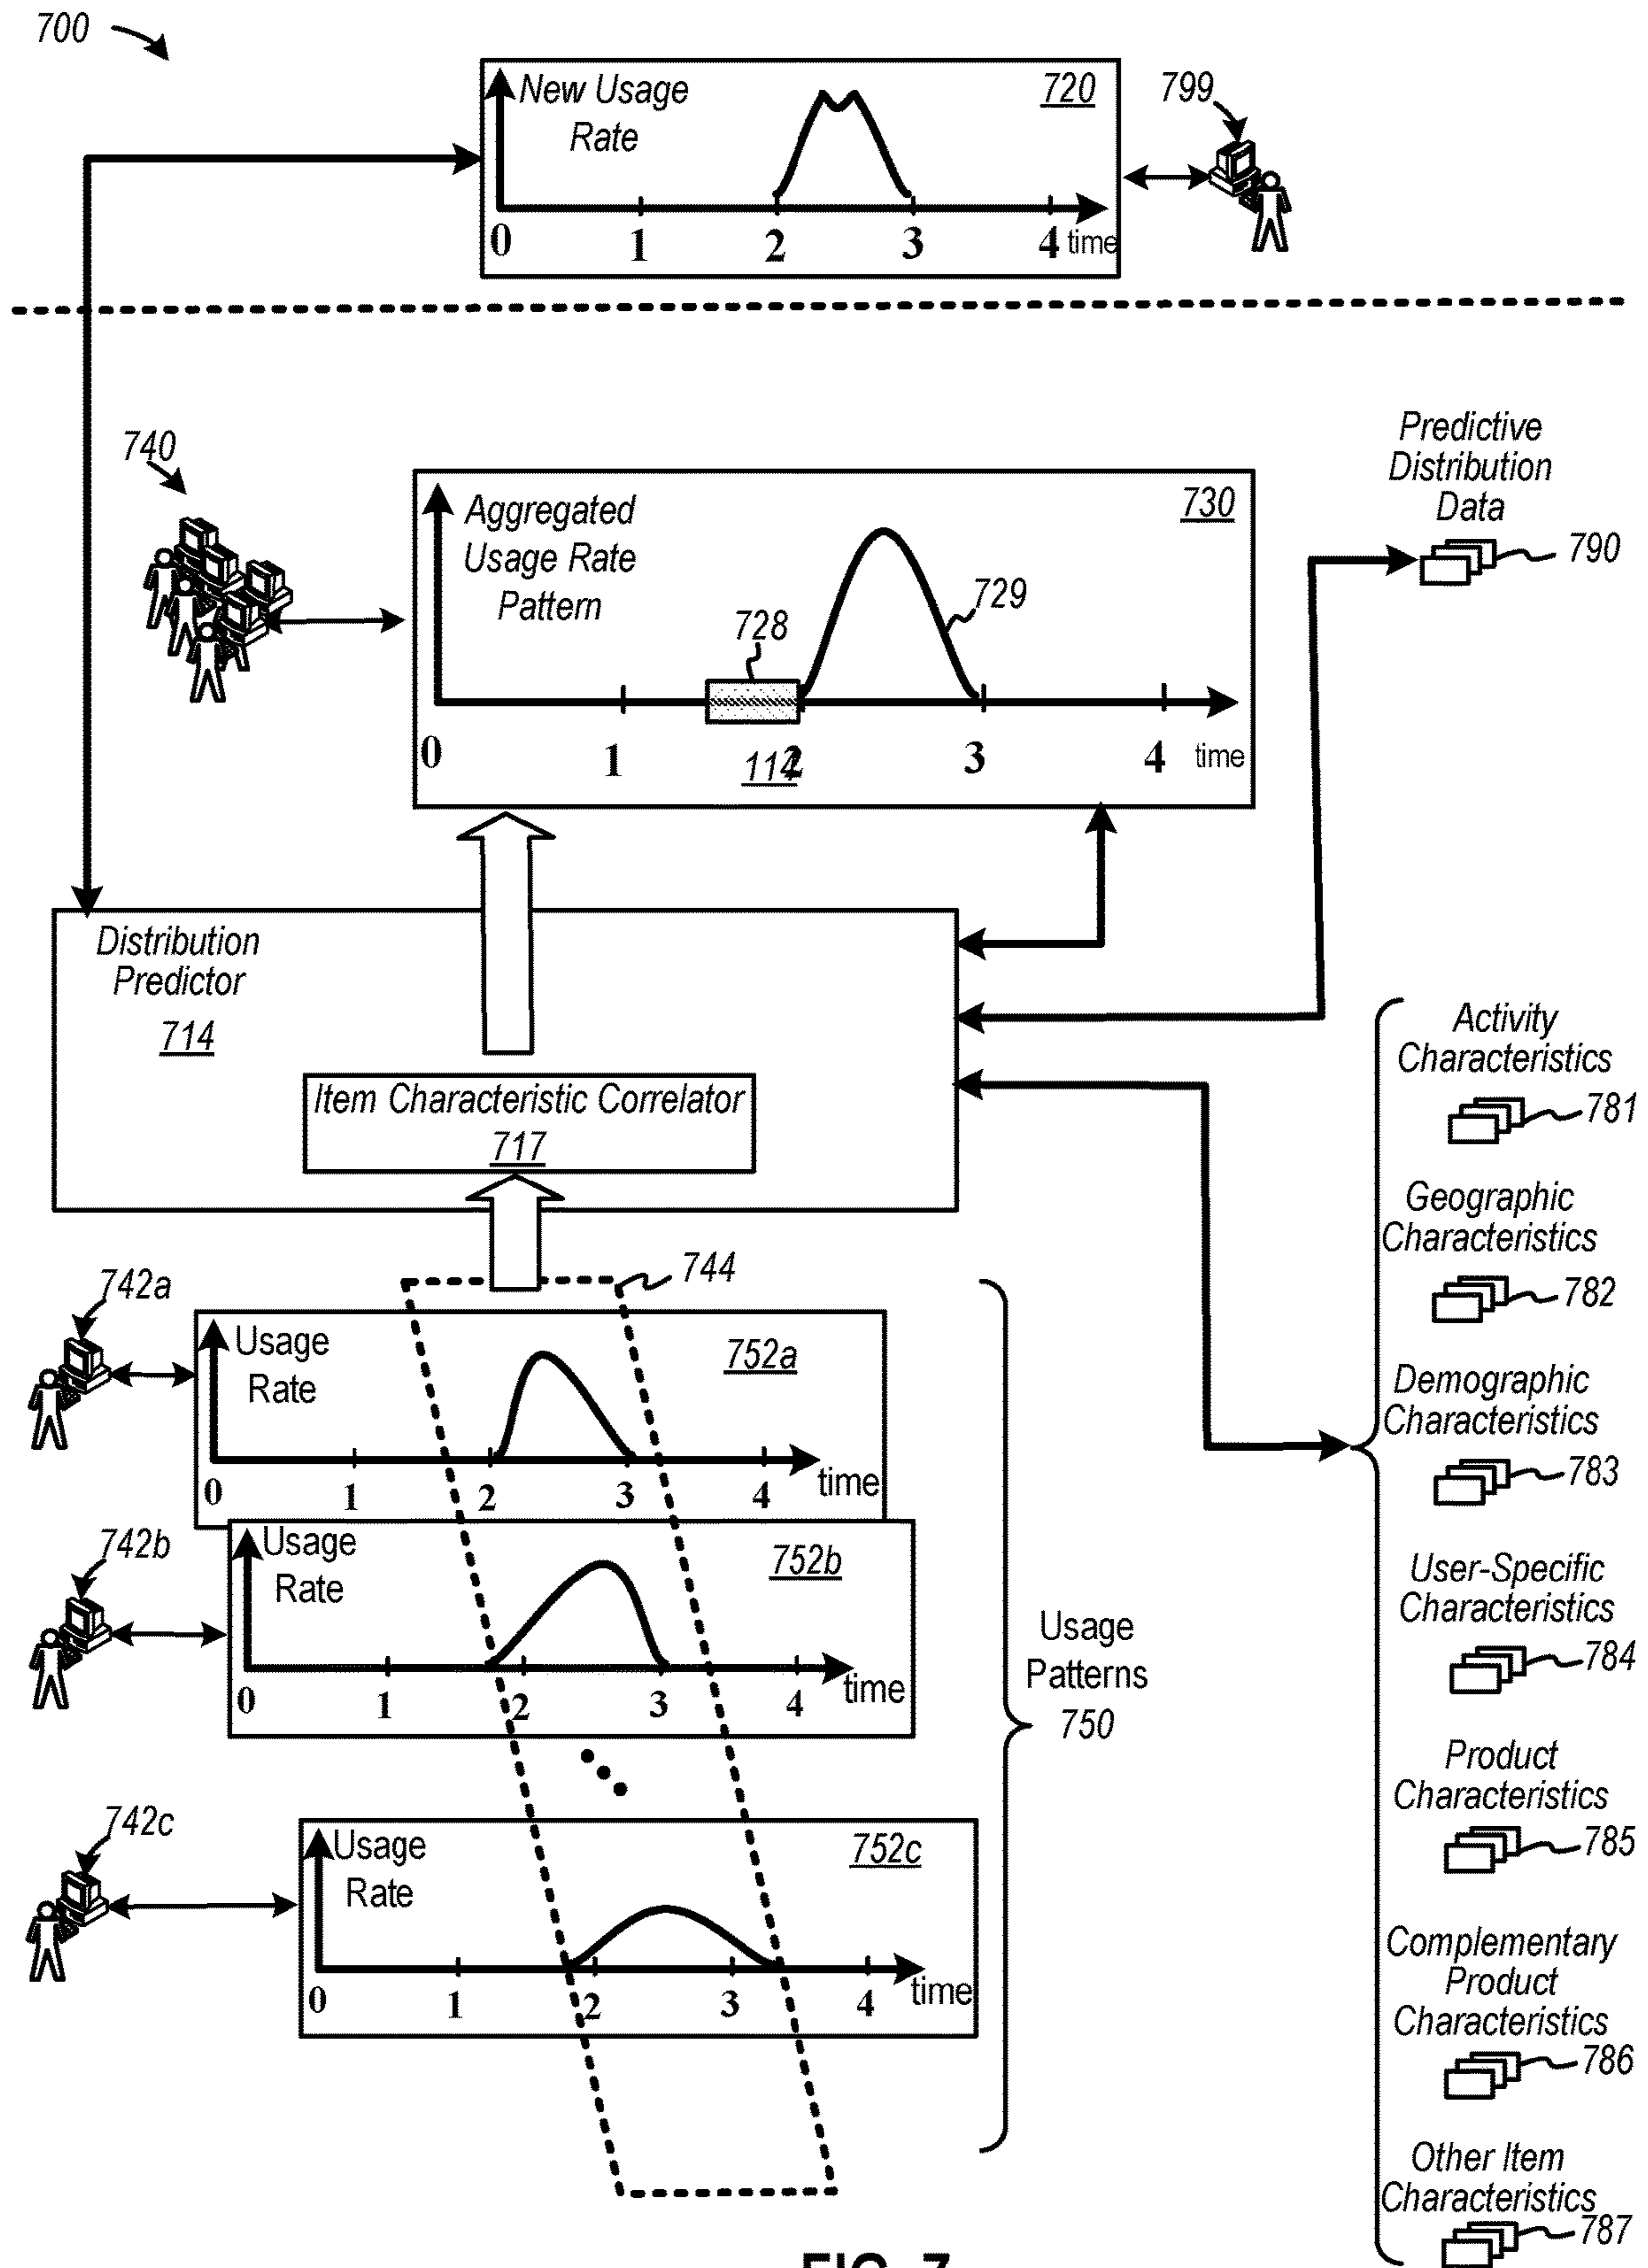 700
New Usage
Rate
720
799
0 1 2 3 4 time
740
Aggregated
Usage Rate
Pattern
730
729
728
0 1 2 3 4 time
114
Predictive
Distribution
Data
790
Distribution
Predictor
714
Item Characteristic Correlator
717
744
742a
Usage
Rate
752a
0 1 2 3 4 time
742b
Usage
Rate
752b
0 1 2 3 4 time
742c
Usage
Rate
752c
0 1 2 3 4 time
Usage
Patterns
750
Activity
Characteristics
781
Geographic
Characteristics
782
Demographic
Characteristics
783
User-Specific
Characteristics
784
Product
Characteristics
785
Complementary
Product
Characteristics
786
Other Item
Characteristics
787
FIG. 7